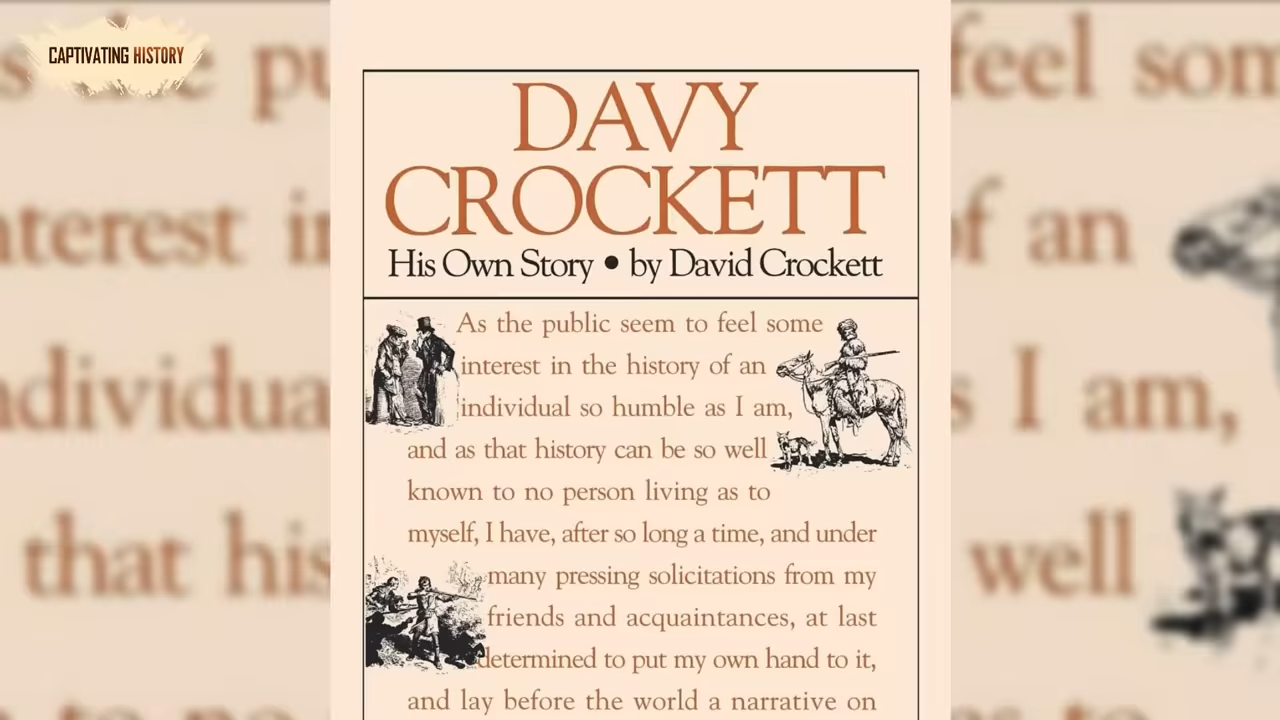 CAPTIVATING HISTORY
DAVY
CROCKETT
His Own Story • by David Crockett
As the public seem to feel some
interest in the history of an
individual so humble as I am,
and as that history can be so well
known to no person living as to
myself, I have, after so long a time, and under
many pressing solicitations from my
friends and acquaintances, at last
determined to put my own hand to it,
and lay before the world a narrative on